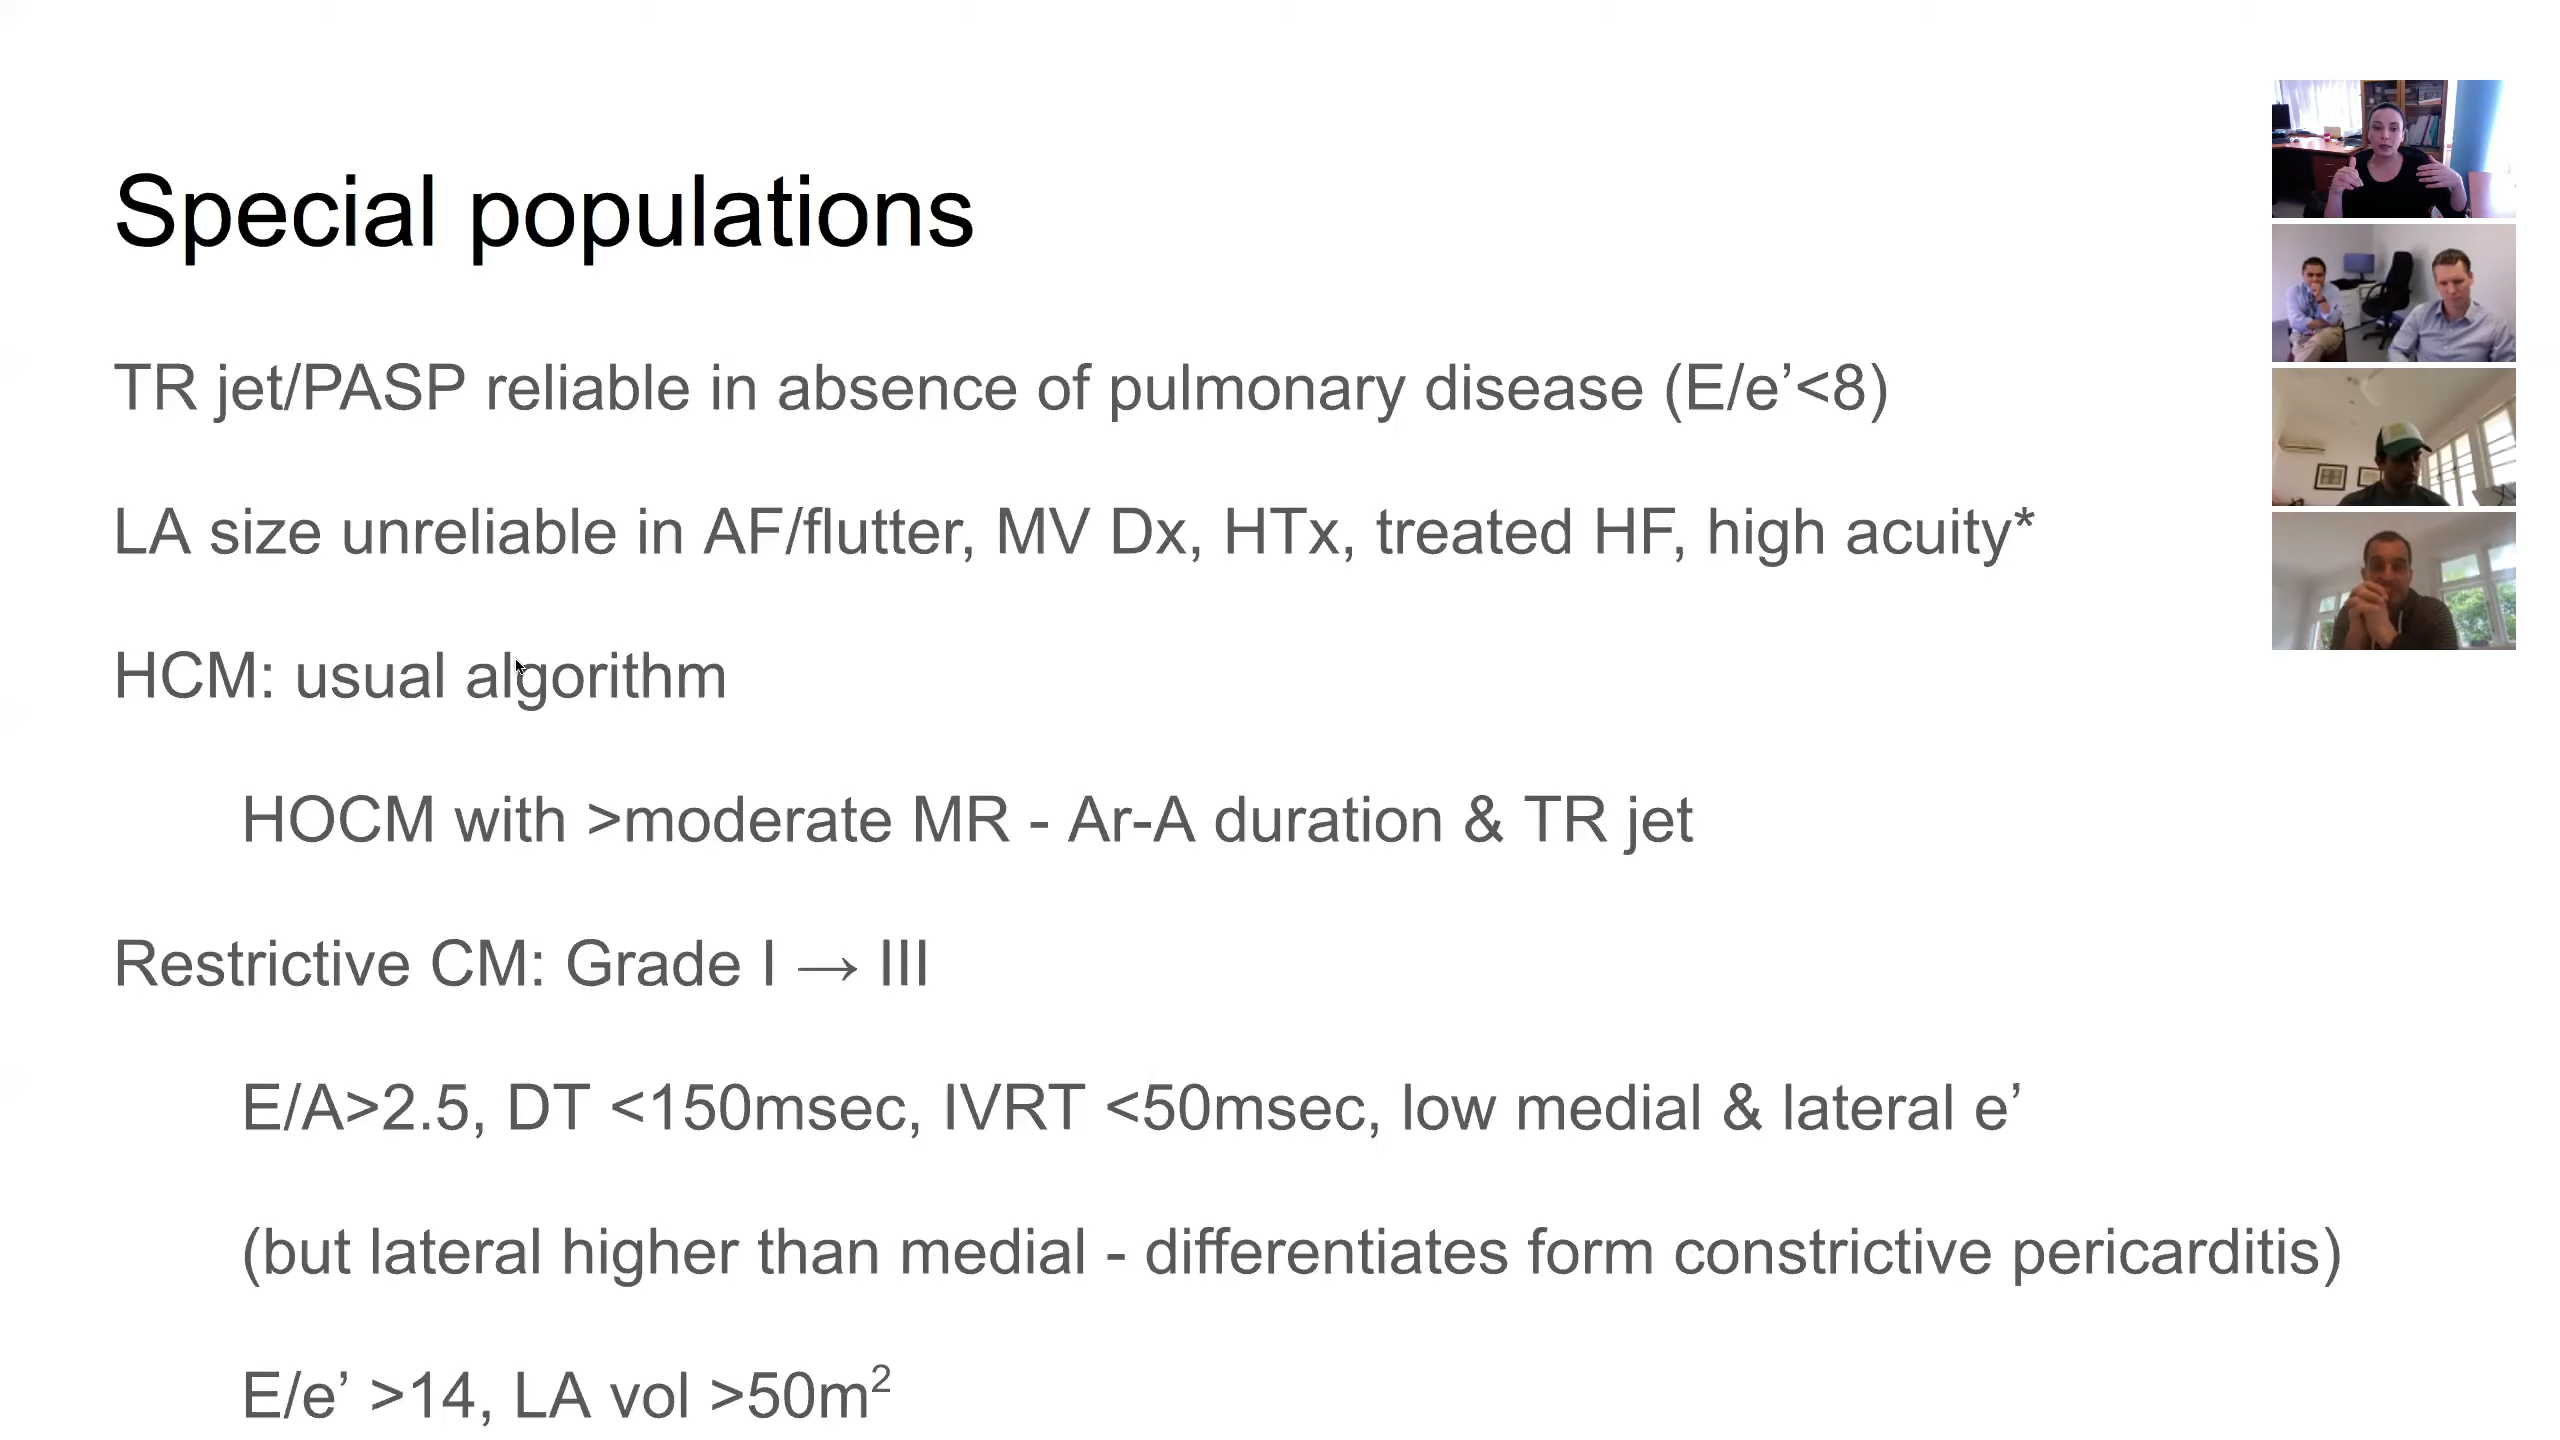 Special populations
TR jet/PASP reliable in absence of pulmonary disease (E/e’<8)
LA size unreliable in AF/flutter, MV Dx, HTx, treated HF, high acuity*
HCM: usual algorithm
HOCM with >moderate MR - Ar-A duration & TR jet
Restrictive CM: Grade I → III
E/A>2.5, DT <150msec, IVRT <50msec, low medial & lateral e’
(but lateral higher than medial - differentiates form constrictive pericarditis)
E/e’ >14, LA vol >50m²